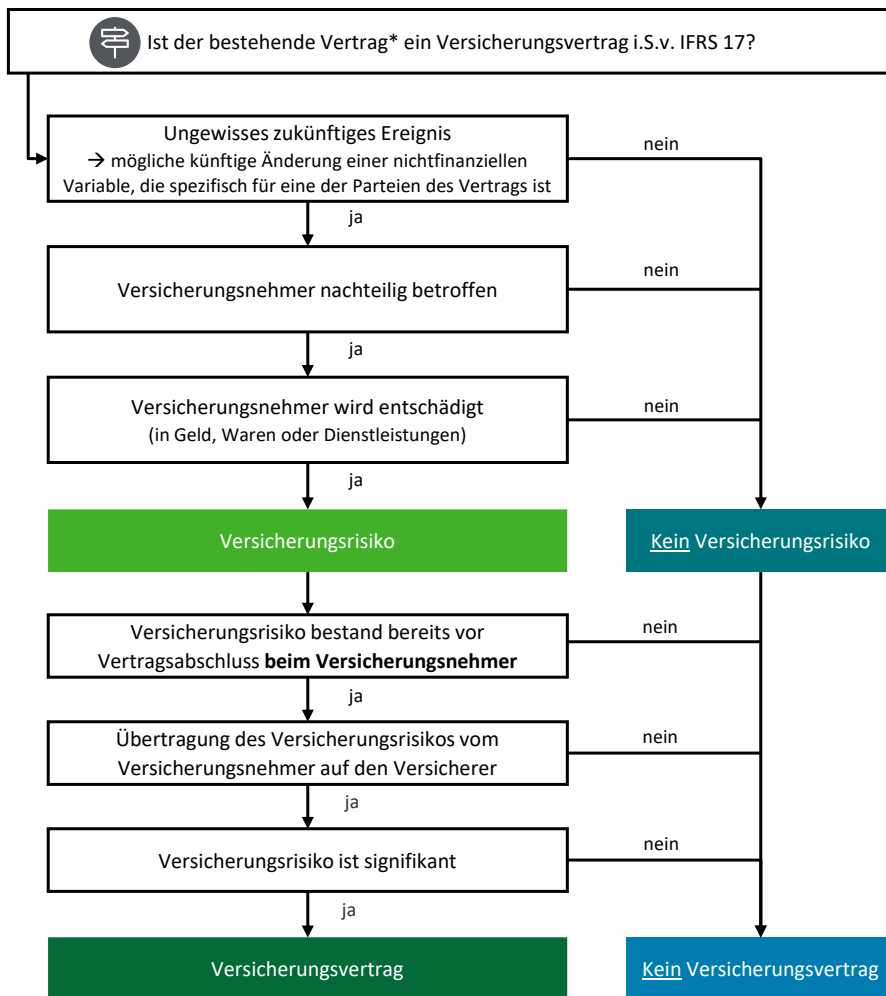 Ist der bestehende Vertrag* ein Versicherungsvertrag i.S.v. IFRS 17?
Ungewisses zukünftiges Ereignis
→ mögliche künftige Änderung einer nichtfinanziellen
Variable, die spezifisch für eine der Parteien des Vertrags ist
nein
ja
Versicherungsnehmer nachteilig betroffen
nein
ja
Versicherungsnehmer wird entschädigt
(in Geld, Waren oder Dienstleistungen)
nein
ja
Versicherungsrisiko
Kein Versicherungsrisiko
Versicherungsrisiko bestand bereits vor
Vertragsabschluss beim Versicherungsnehmer
nein
ja
Übertragung des Versicherungsrisikos vom
Versicherungsnehmer auf den Versicherer
nein
ja
Versicherungsrisiko ist signifikant
nein
ja
Versicherungsvertrag
Kein Versicherungsvertrag